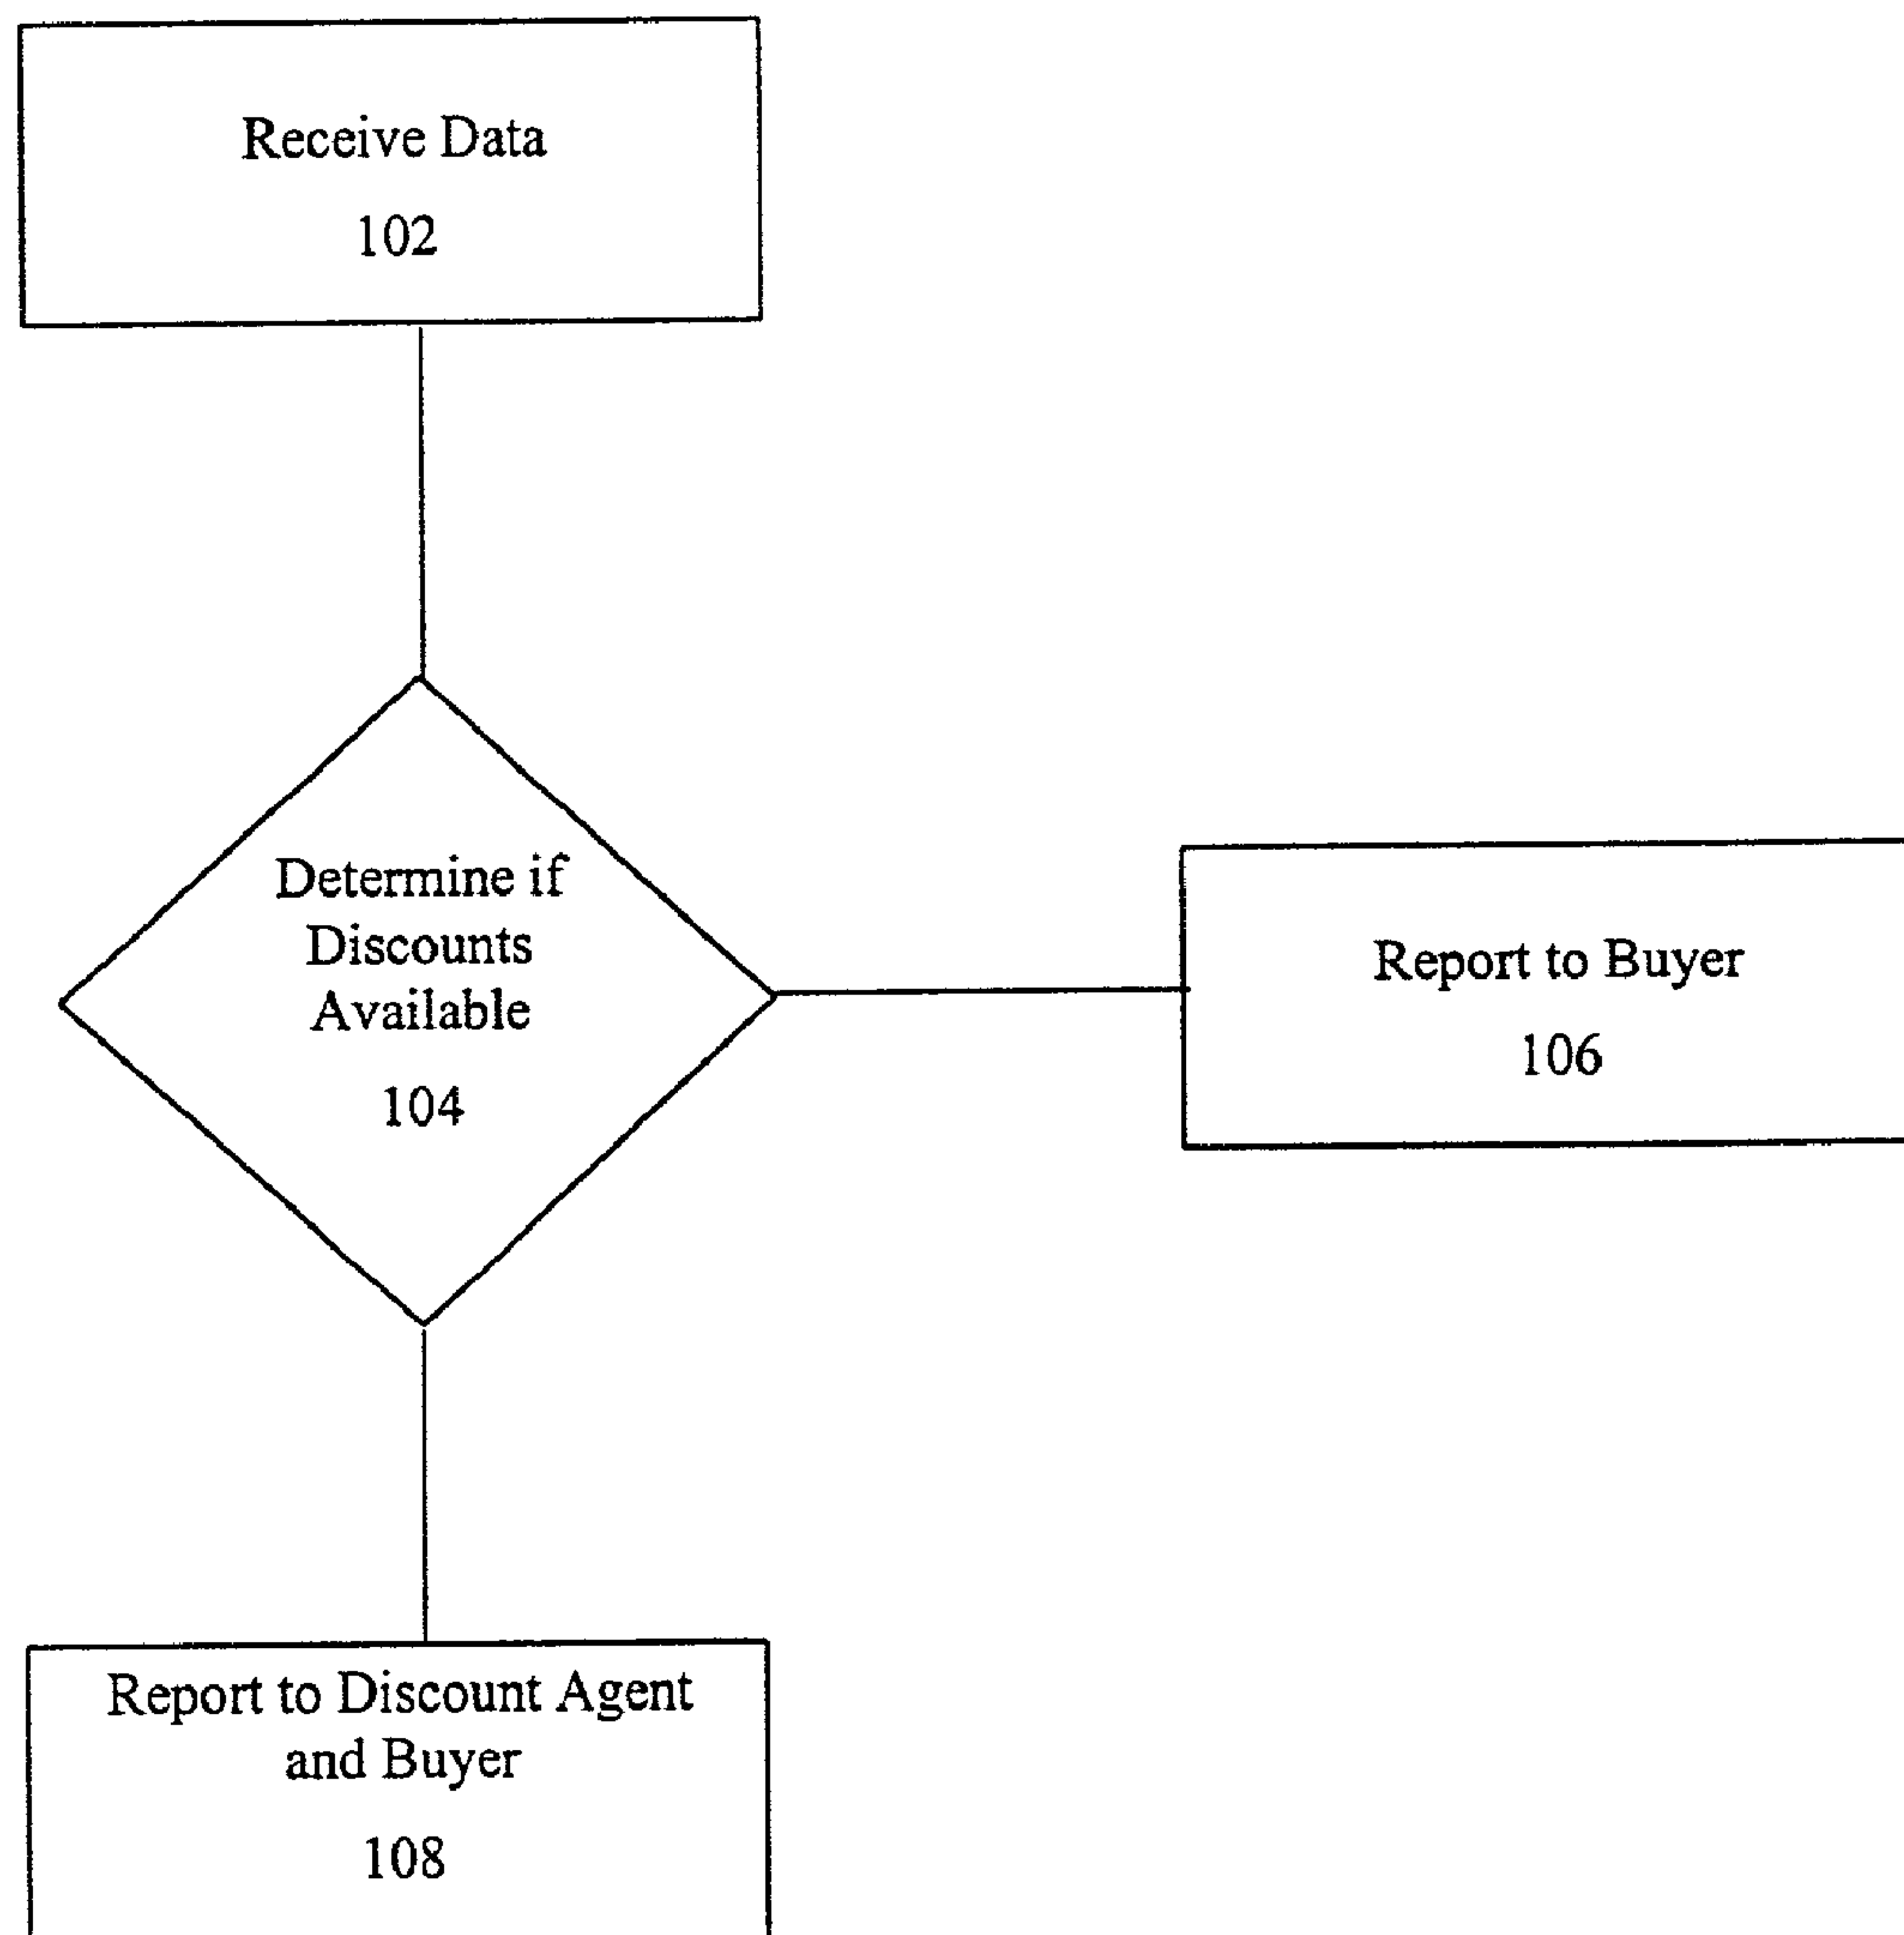 Receive Data
102
Determine if
Discounts
Available
104
Report to Buyer
106
Report to Discount Agent
and Buyer
108